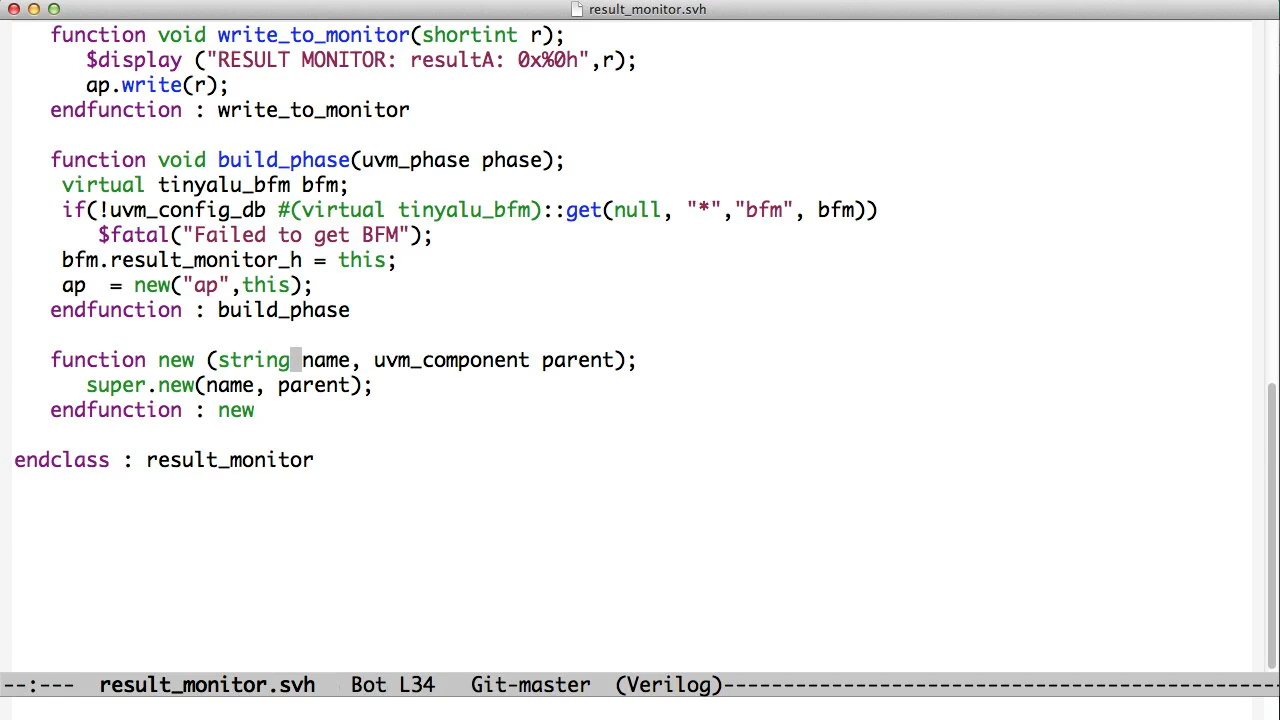 result_monitor.svh
function void write_to_monitor(shortint r);
$display ("RESULT MONITOR: resultA: 0x%0h",r);
ap.write(r);
endfunction : write_to_monitor
function void build_phase(uvm_phase phase);
virtual tinyalu_bfm bfm;
if(!uvm_config_db #(virtual tinyalu_bfm)::get(null, "*","bfm", bfm))
$fatal("Failed to get BFM");
bfm.result_monitor_h = this;
ap  = new("ap",this);
endfunction : build_phase
function new (string name, uvm_component parent);
super.new(name, parent);
endfunction : new
endclass : result_monitor
--:---  result_monitor.svh   Bot L34   Git-master  (Verilog)----------------------------------------------